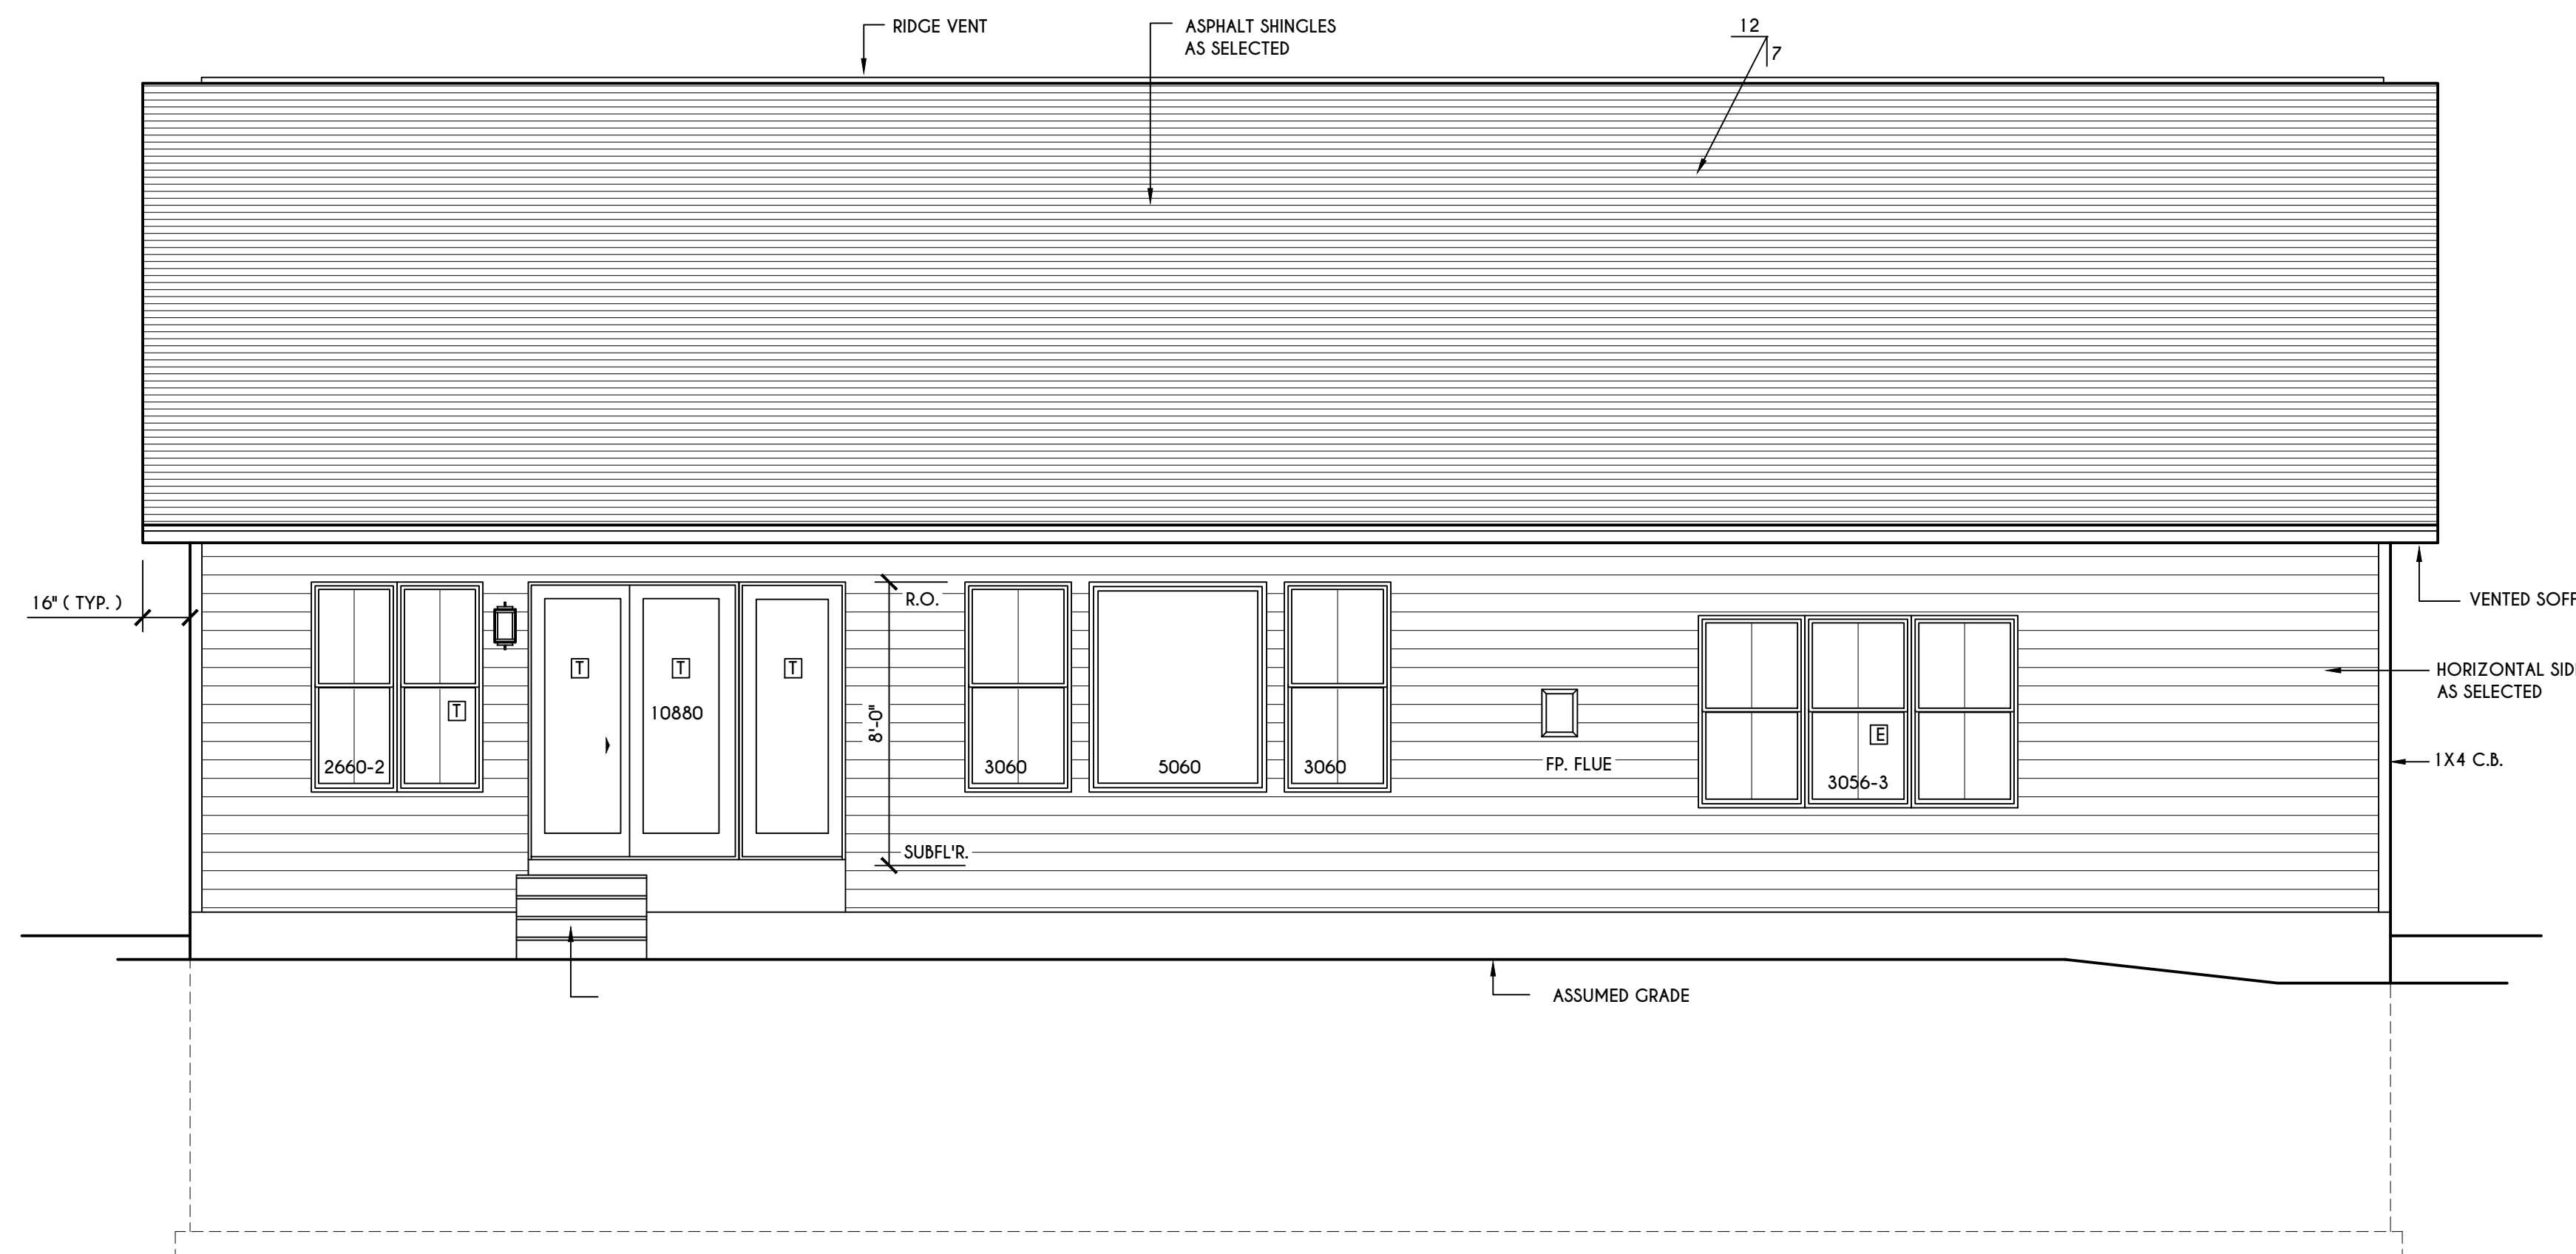 RIDGE VENT
ASPHALT SHINGLES
AS SELECTED
12
7
16" ( TYP. )
R.O.
VENTED SOFF
T
T
T
HORIZONTAL SID
AS SELECTED
T
10880
8'-0"
E
1X4 C.B.
2660-2
3060
5060
3060
FP. FLUE
3056-3
SUBFL'R.
ASSUMED GRADE